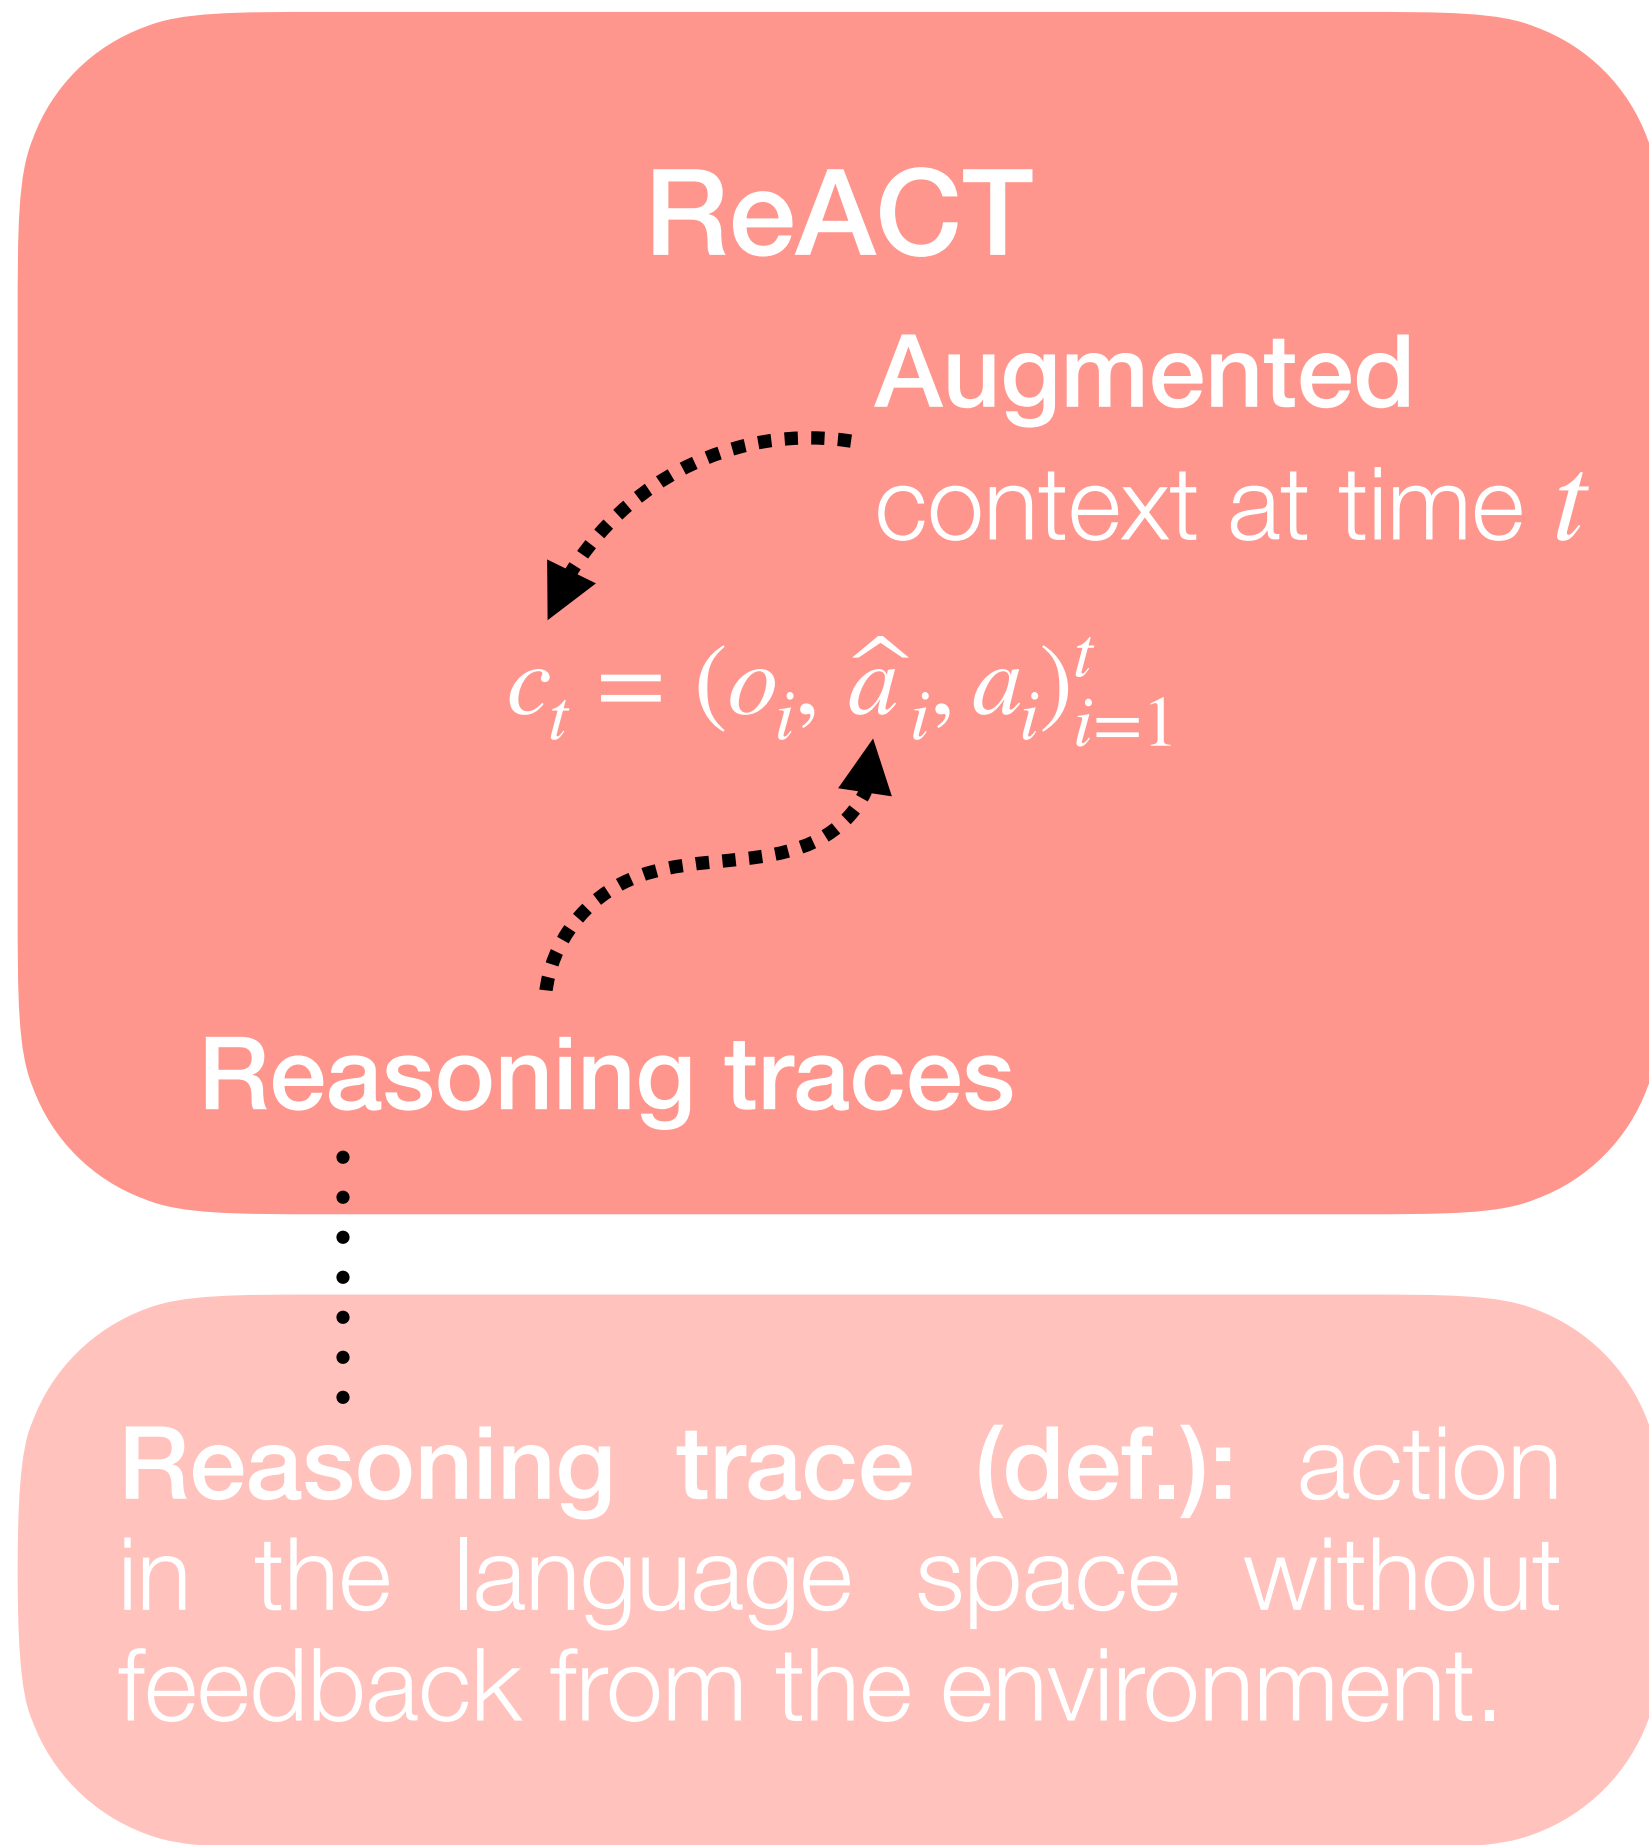 ReACT
Augmented
context at time t
c_t = (o_i, â_i, a_i)^t_{i=1}
Reasoning traces
Reasoning trace (def.): action
in the language space without
feedback from the environment.